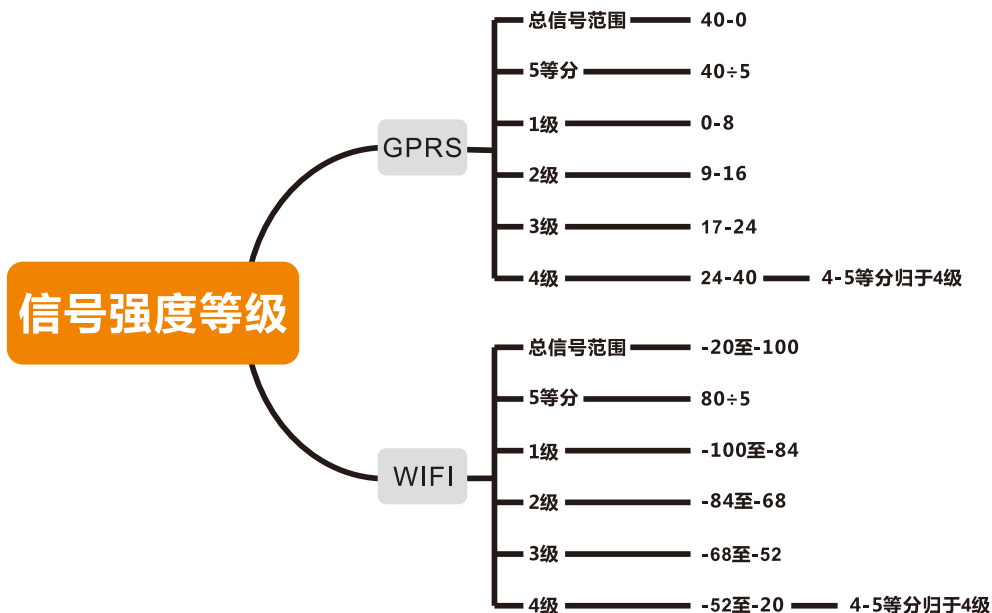 信号强度等级
GPRS
总信号范围 40-0
5等分 40÷5
1级 0-8
2级 9-16
3级 17-24
4级 24-40 4-5等分归于4级
WIFI
总信号范围 -20至-100
5等分 80÷5
1级 -100至-84
2级 -84至-68
3级 -68至-52
4级 -52至-20 4-5等分归于4级